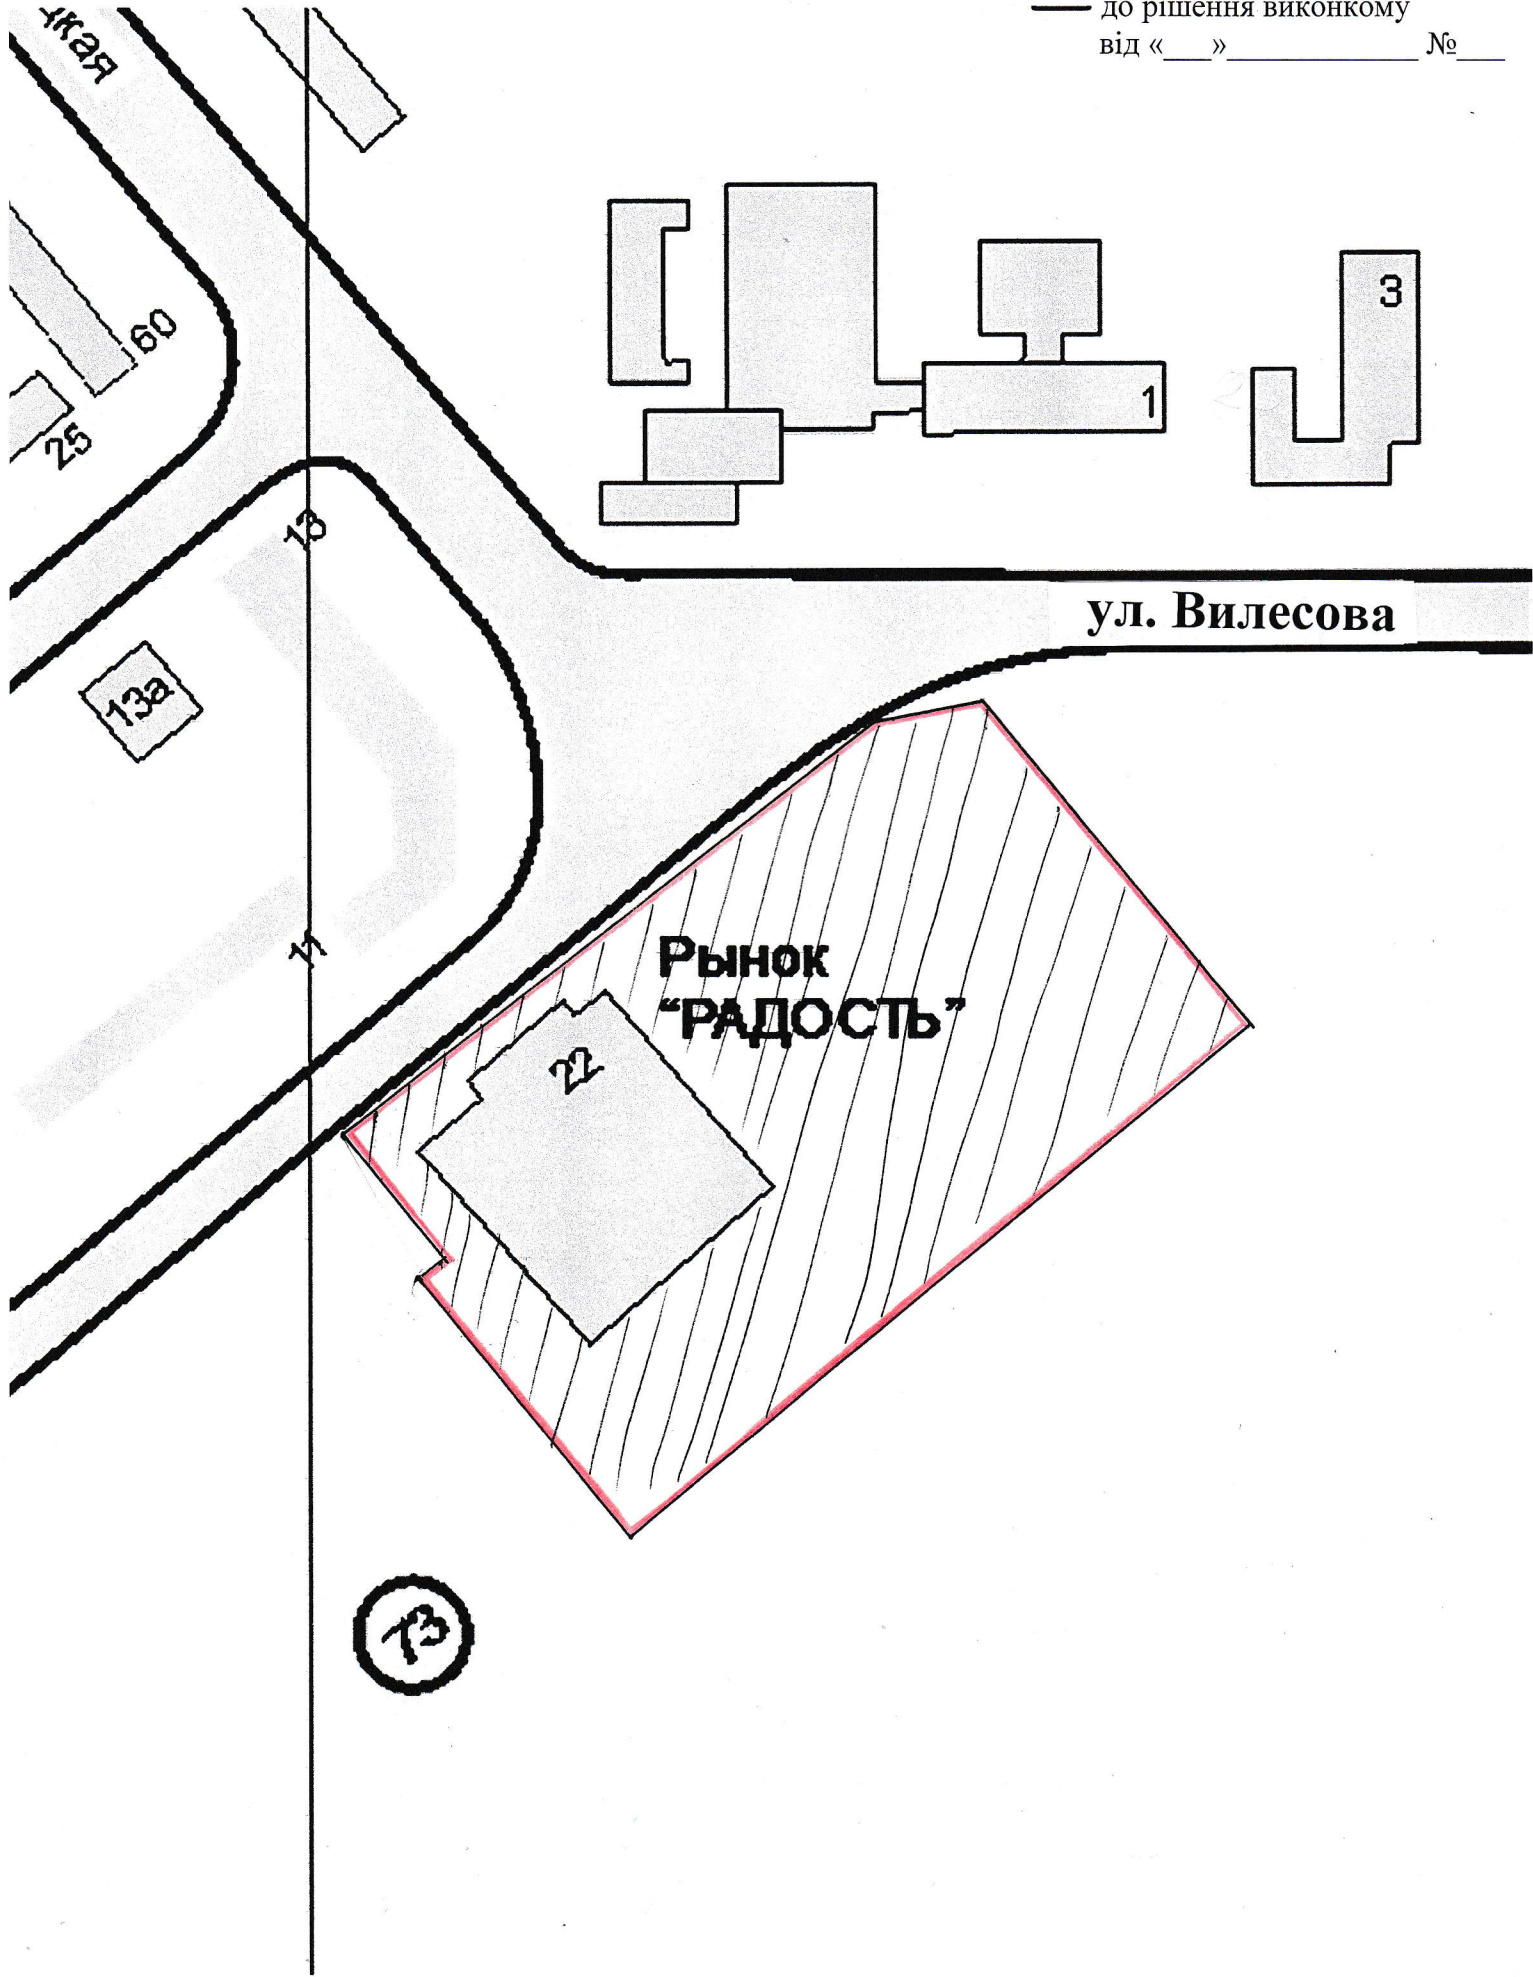 до рішення виконкому
від «___»____________ №___
цкая
3
60
1
25
13
ул. Вилесова
13а
Рынок
“РАДОСТЬ”
11
22
73